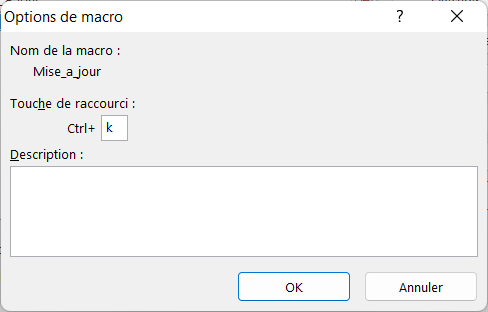 Options de macro
Nom de la macro :
Mise_a_jour
Touche de raccourci :
Ctrl+ k
Description :
OK Annuler